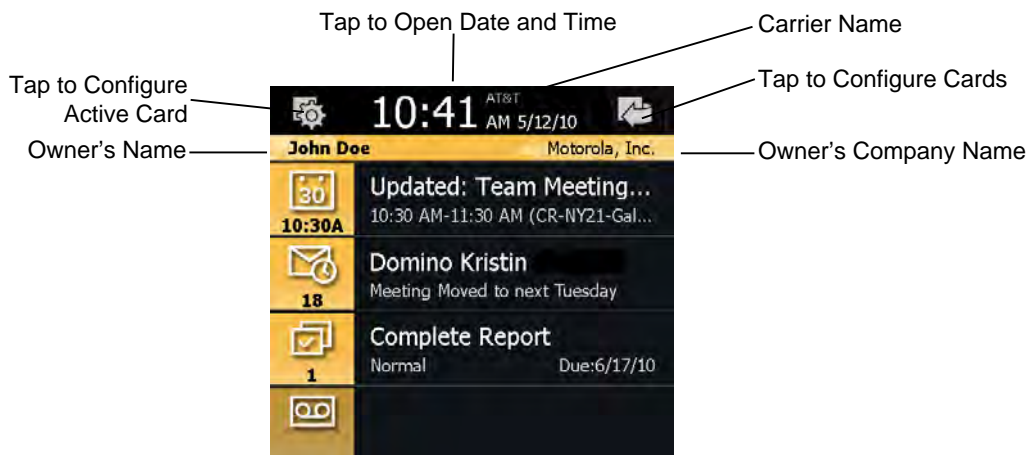 Tap to Open Date and Time
Carrier Name
Tap to Configure
Active Card
Tap to Configure Cards
10:41
AT&T
AM 5/12/10
Owner's Name
John Doe
Motorola, Inc.
Owner's Company Name
30
10:30A
Updated: Team Meeting...
10:30 AM-11:30 AM (CR-NY21-Gal...
18
Domino Kristin
Meeting Moved to next Tuesday
1
Complete Report
Normal
Due:6/17/10